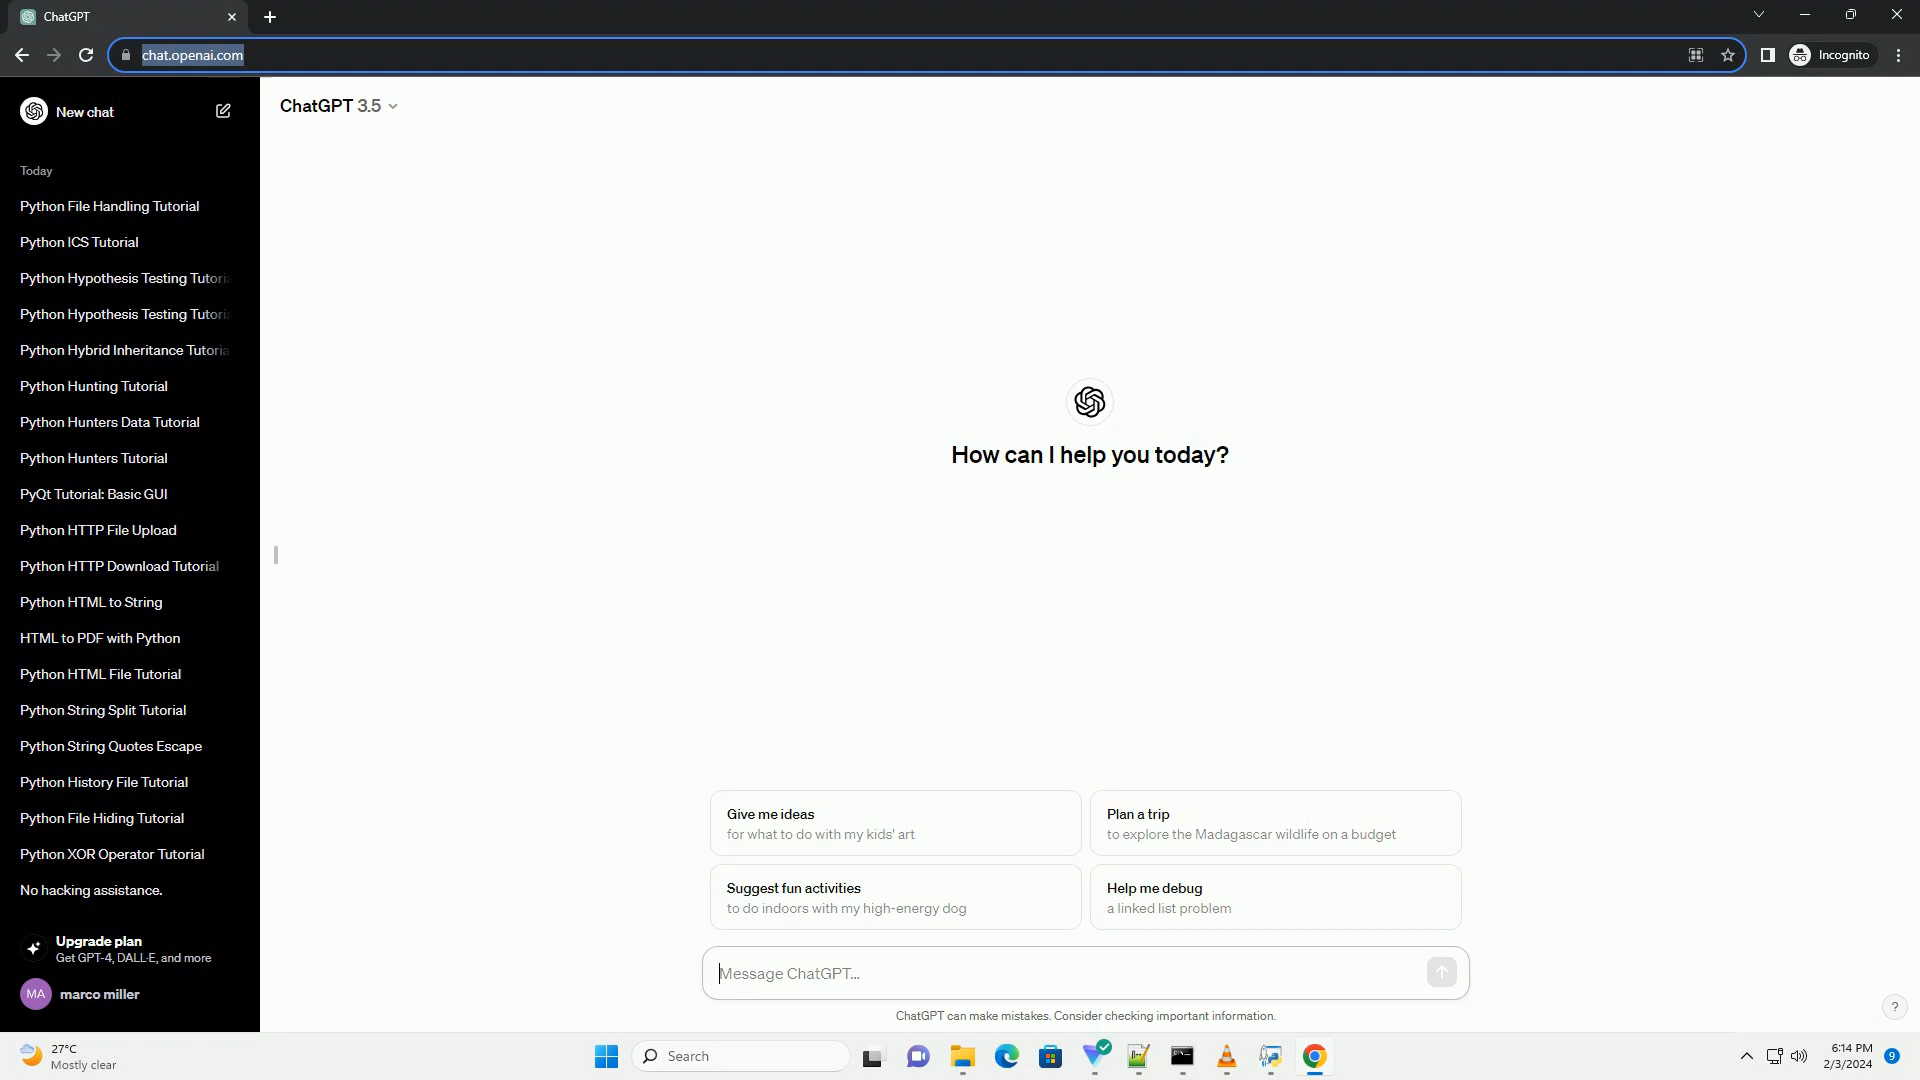 ChatGPT
chat.openai.com
Incognito
New chat
ChatGPT 3.5
Today
Python File Handling Tutorial
Python ICS Tutorial
Python Hypothesis Testing Tutori
Python Hypothesis Testing Tutori
Python Hybrid Inheritance Tutoria
Python Hunting Tutorial
Python Hunters Data Tutorial
Python Hunters Tutorial
PyQt Tutorial: Basic GUI
Python HTTP File Upload
Python HTTP Download Tutorial
Python HTML to String
HTML to PDF with Python
Python HTML File Tutorial
Python String Split Tutorial
Python String Quotes Escape
Python History File Tutorial
Python File Hiding Tutorial
Python XOR Operator Tutorial
No hacking assistance.
Upgrade plan
Get GPT-4, DALL·E, and more
MA
marco miller
How can I help you today?
Give me ideas
for what to do with my kids' art
Plan a trip
to explore the Madagascar wildlife on a budget
Suggest fun activities
to do indoors with my high-energy dog
Help me debug
a linked list problem
Message ChatGPT...
ChatGPT can make mistakes. Consider checking important information.
?
27°C
Mostly clear
Search
6:14 PM
2/3/2024
9